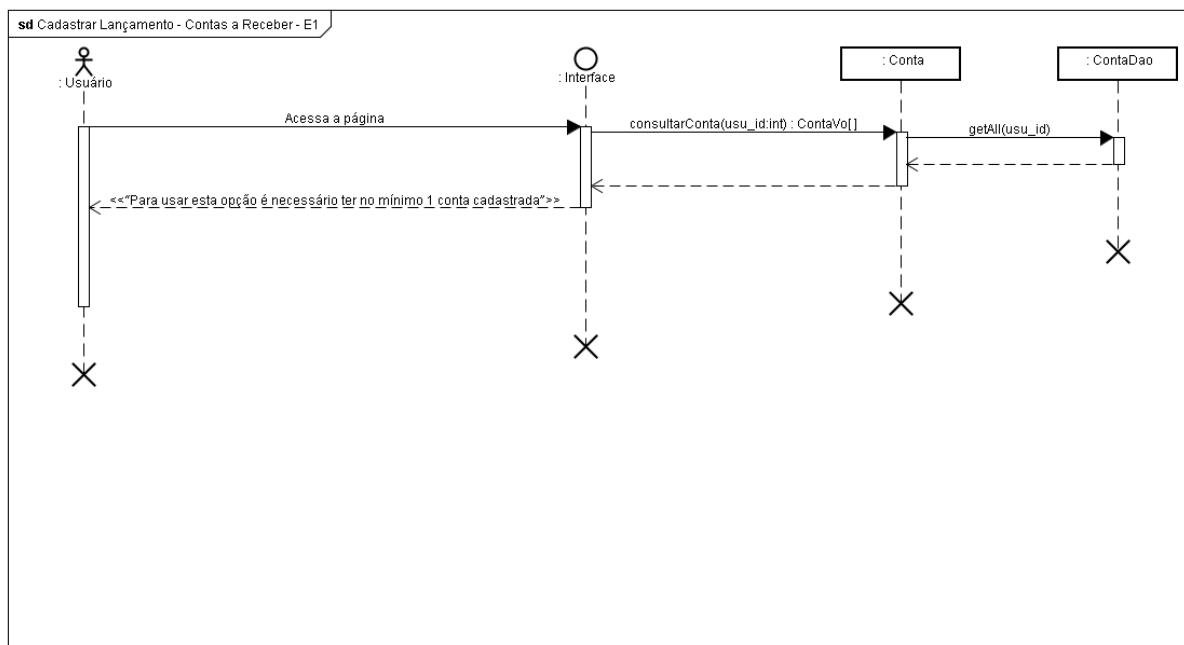 sd Cadastrar Lançamento - Contas a Receber - E1
: Usuário
: Interface
: Conta
: ContaDao
Acessa a página
consultarConta(usu_id:int) : ContaVo[ ]
getAll(usu_id)
<<"Para usar esta opção é necessário ter no mínimo 1 conta cadastrada">>